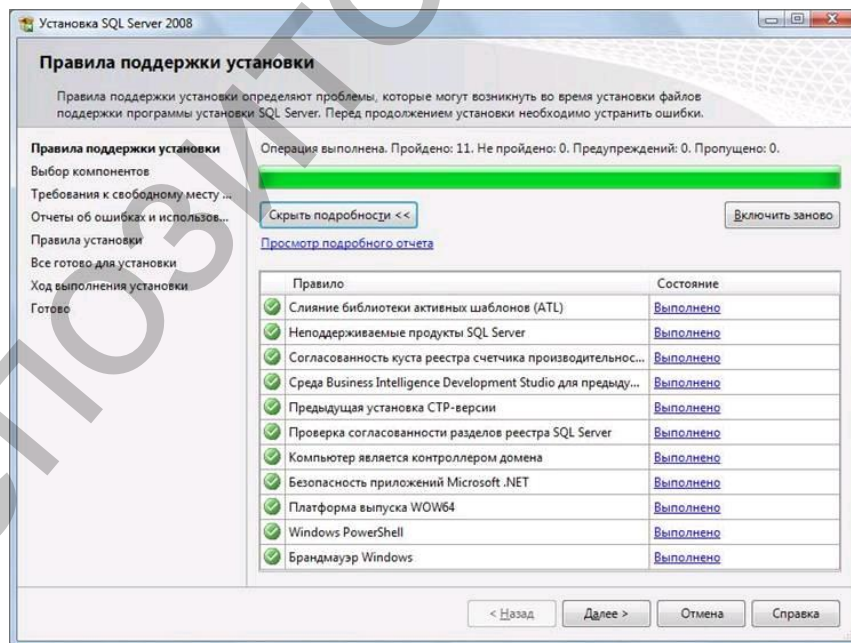 Установка SQL Server 2008
Правила поддержки установки
Правила поддержки установки определяют проблемы, которые могут возникнуть во время установки файлов
поддержки программы установки SQL Server. Перед продолжением установки необходимо устранить ошибки.
Правила поддержки установки
Выбор компонентов
Требования к свободному месту ...
Отчеты об ошибках и использов...
Правила установки
Все готово для установки
Ход выполнения установки
Готово
Операция выполнена. Пройдено: 11. Не пройдено: 0. Предупреждений: 0. Пропущено: 0.
Скрыть подробности <<
Включить заново
Просмотр подробного отчета
Правило Состояние
Слияние библиотеки активных шаблонов (ATL) Выполнено
Неподдерживаемые продукты SQL Server Выполнено
Согласованность куста реестра счетчика производительнос... Выполнено
Среда Business Intelligence Development Studio для предыду... Выполнено
Предыдущая установка CTP-версии Выполнено
Проверка согласованности разделов реестра SQL Server Выполнено
Компьютер является контроллером домена Выполнено
Безопасность приложений Microsoft .NET Выполнено
Платформа выпуска WOW64 Выполнено
Windows PowerShell Выполнено
Брандмауэр Windows Выполнено
< Назад
Далее >
Отмена
Справка